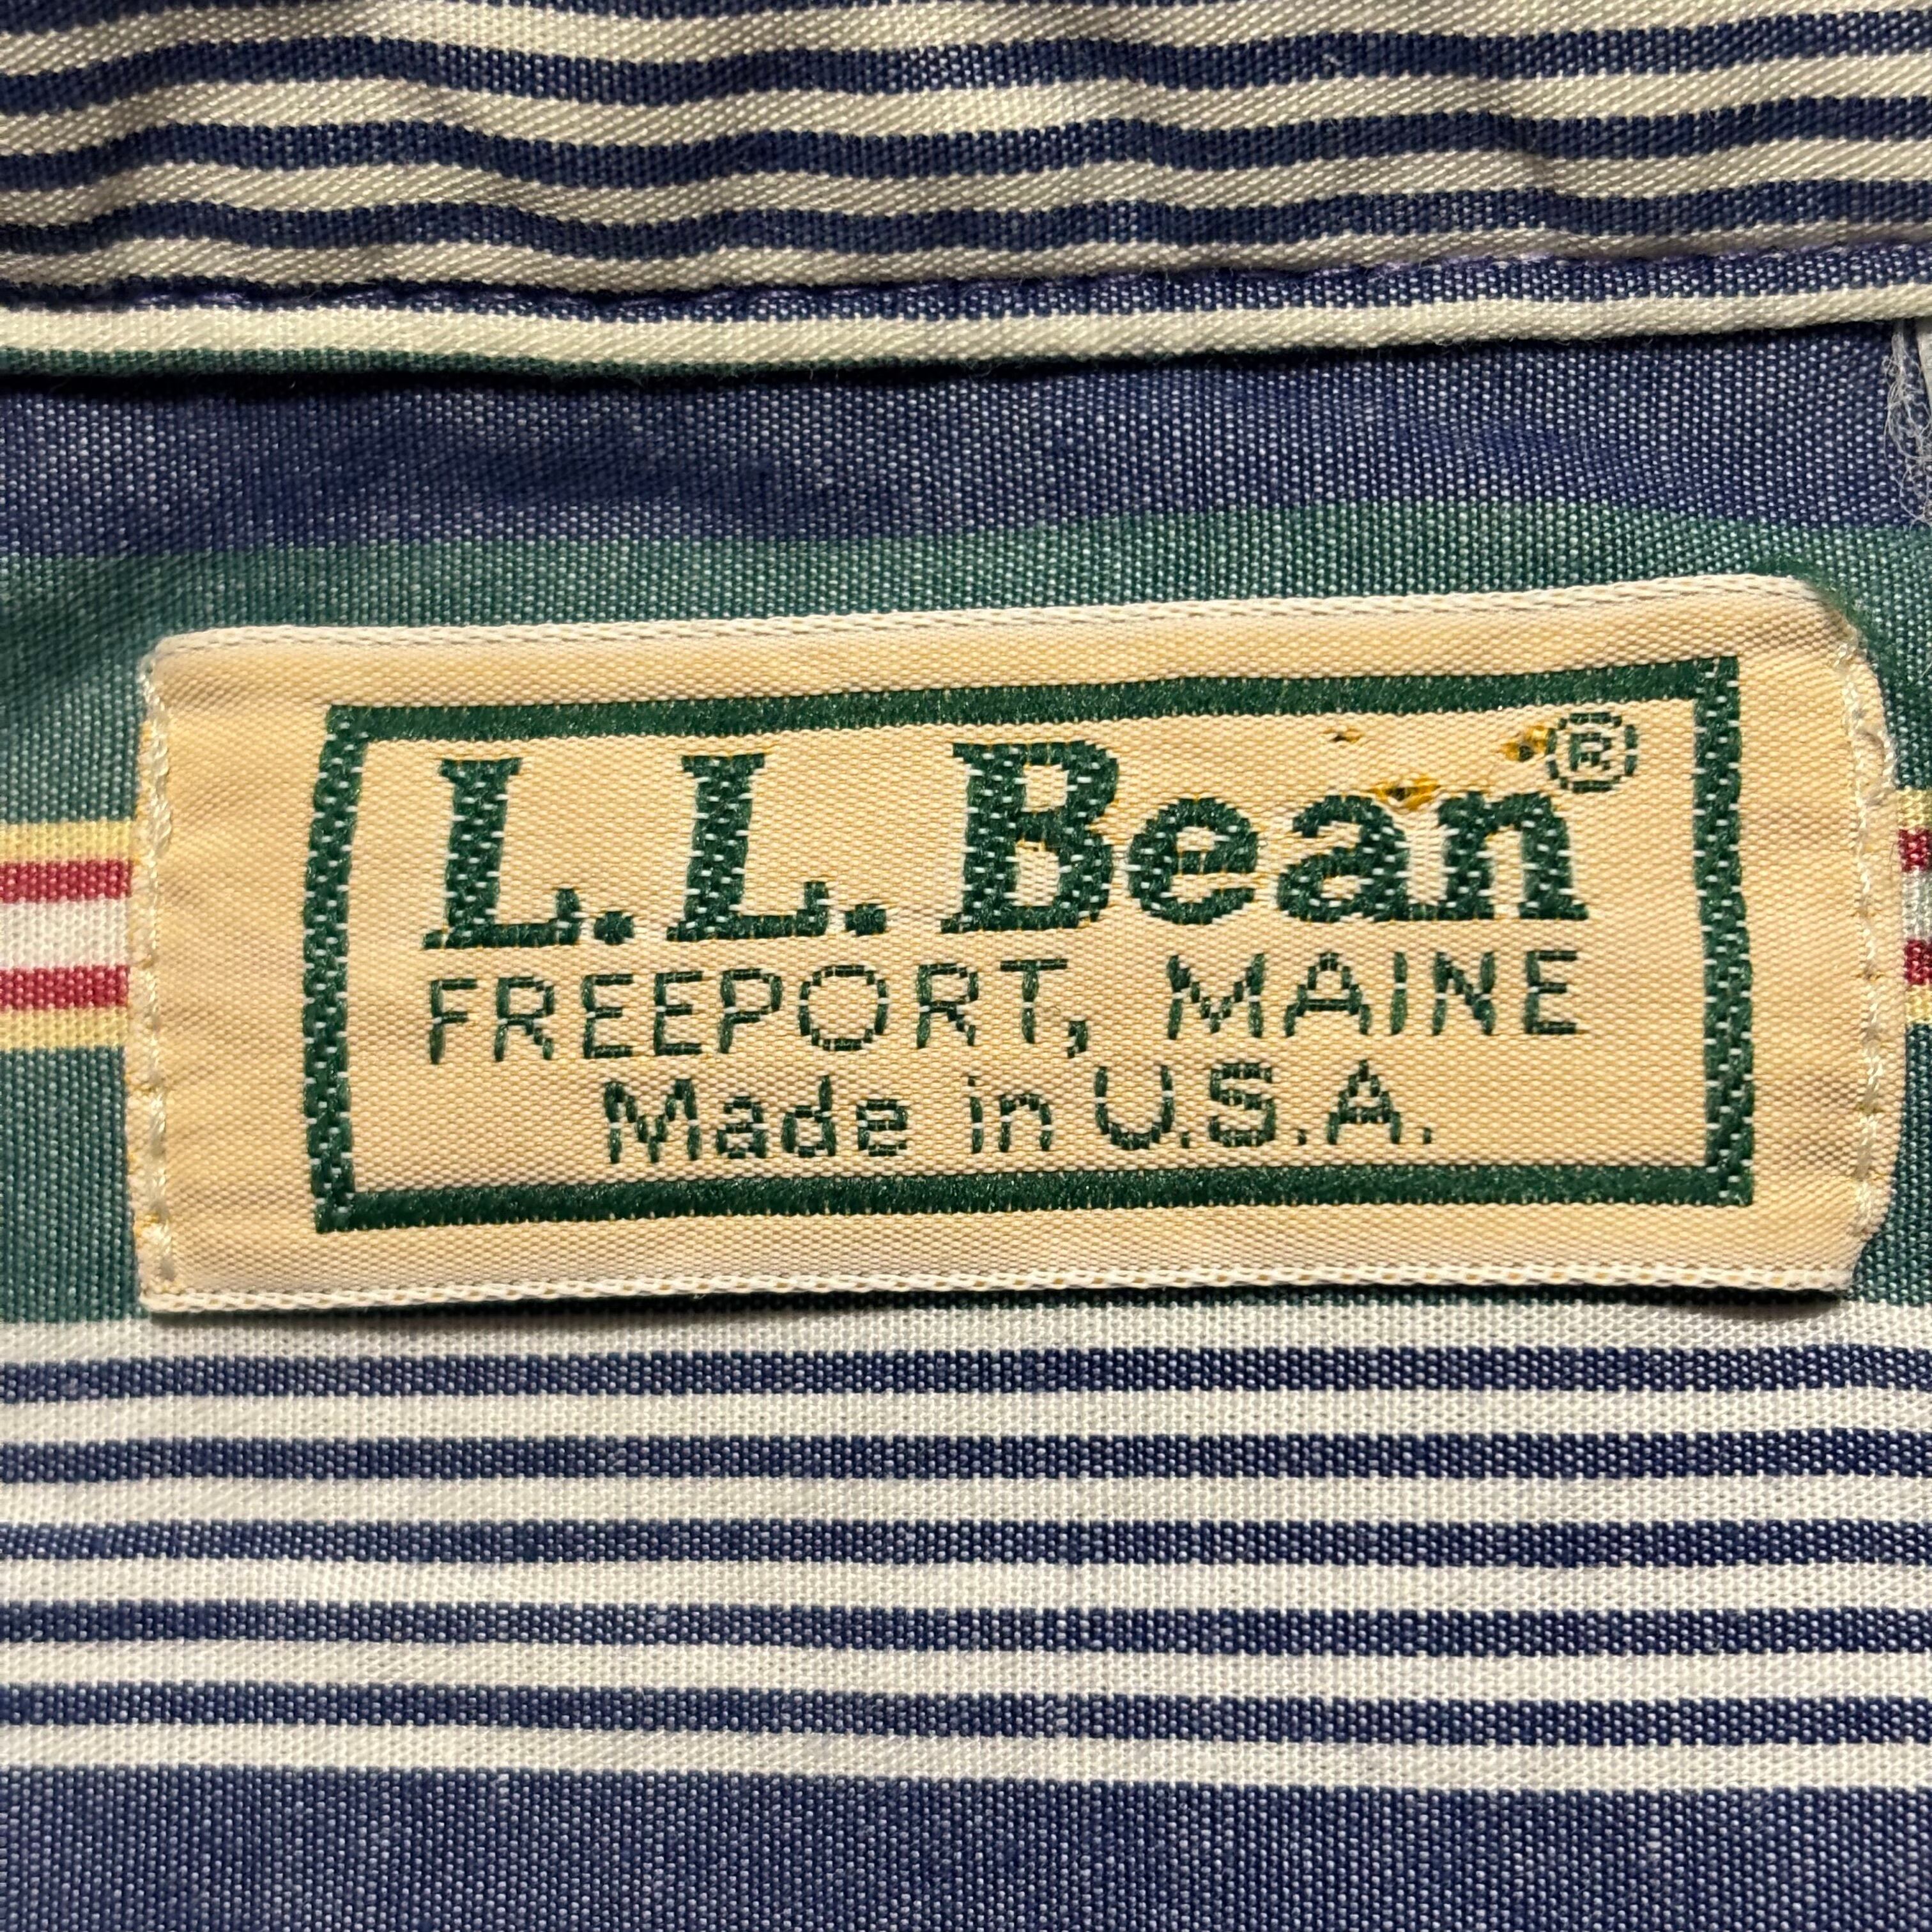 L.L.Bean®
FREEPORT, MAINE
Made in U.S.A.